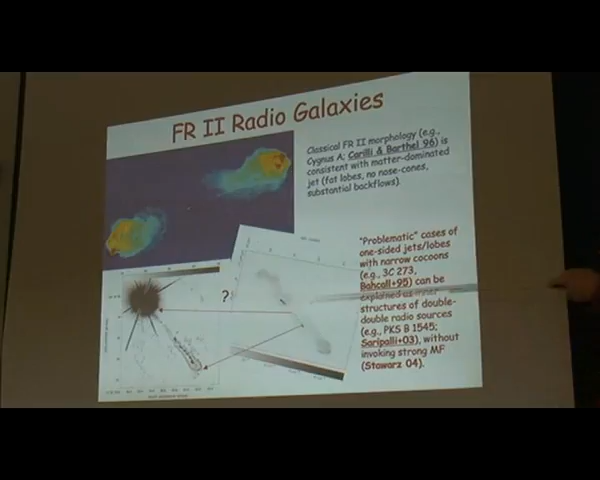 FR II Radio Galaxies
Classical FR II morphology (e.g.,
Cygnus A; Carilli & Barthel 96) is
consistent with matter-dominated
jet (fat lobes, no nose-cones,
substantial backflows).
"Problematic" cases of
one-sided jets/lobes
with narrow cocoons
(e.g., 3C 273,
Bahcall+95) can be
explained as inner
structures of double-
double radio sources
(e.g., PKS B 1545;
Saripalli+03), without
invoking strong MF
(Stawarz 04).
?